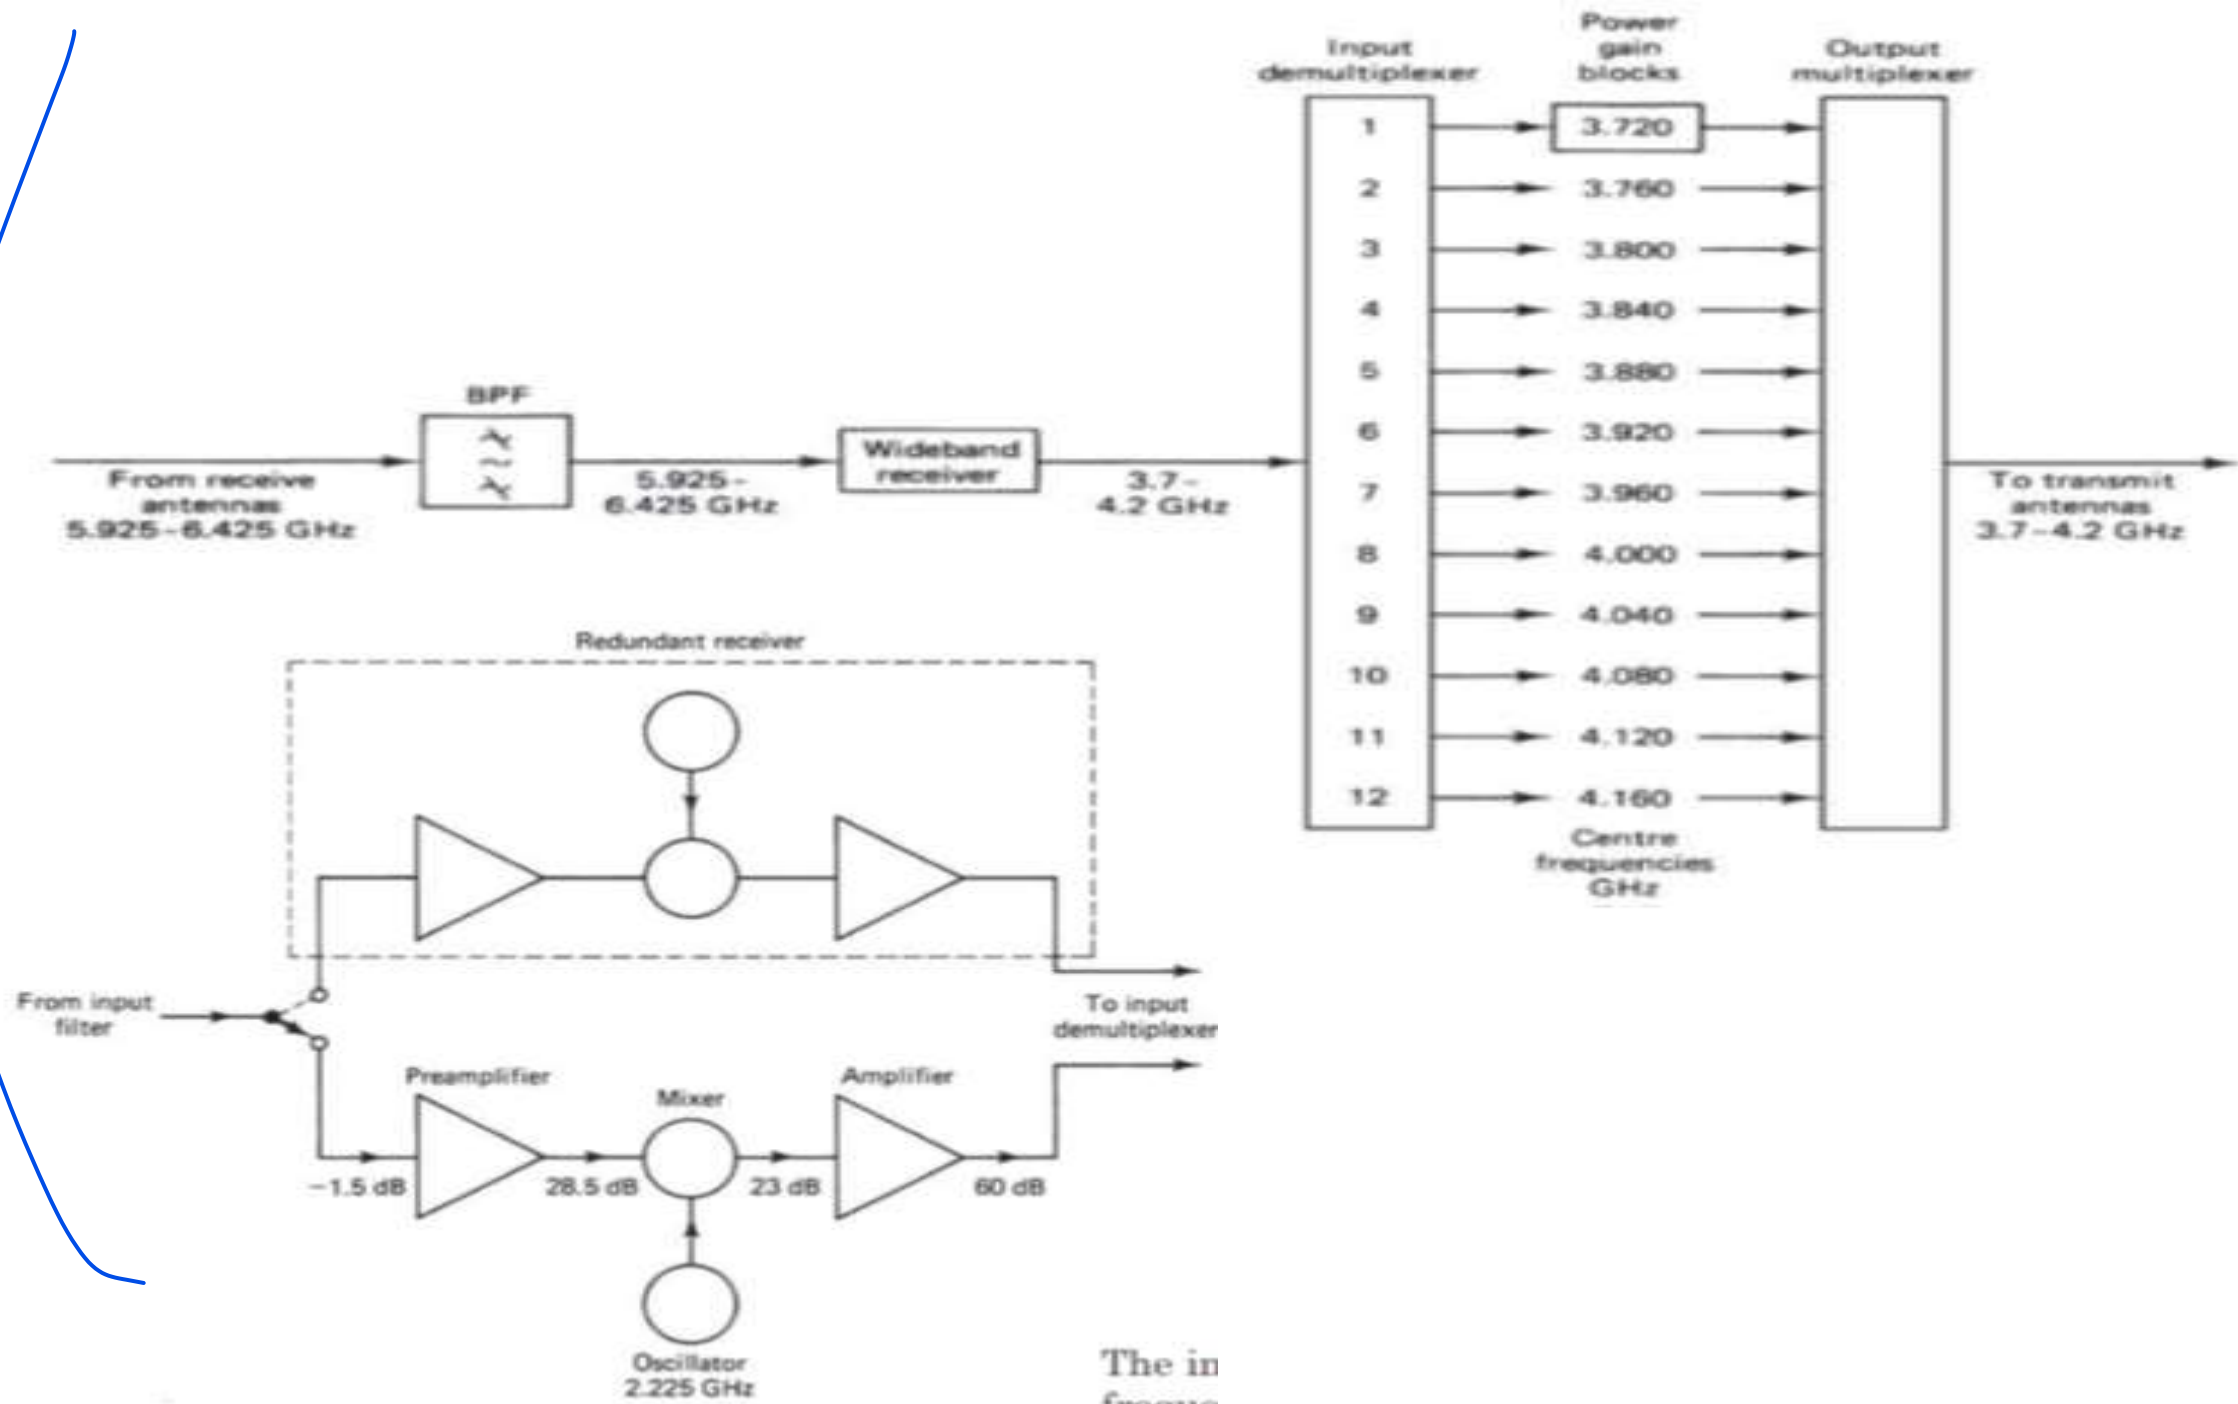 Power
gain
blocks
Input
demultiplexer
Output
multiplexer
1
3.720
2
3.760
3
3.800
4
3.840
5
3.880
6
3.920
7
3.960
8
4.000
9
4.040
10
4.080
11
4.120
12
4.160
Centre
frequencies
GHz
BPF
From receive
antennas
5.925-6.425 GHz
5.925-
6.425 GHz
Wideband
receiver
3.7-
4.2 GHz
To transmit
antennas
3.7-4.2 GHz
Redundant receiver
From input
filter
To input
demultiplexer
Preamplifier
Mixer
Amplifier
−1.5 dB
28.5 dB
23 dB
60 dB
Oscillator
2.225 GHz
The in